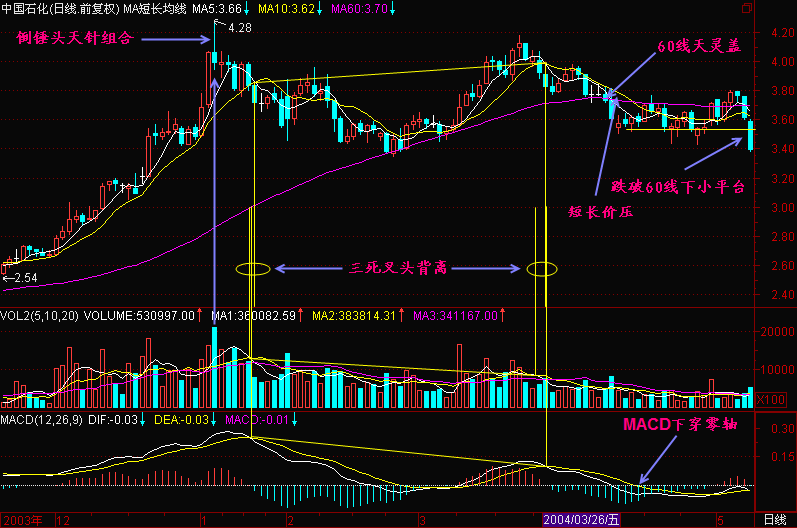 中国石化(日线.前复权) MA短长均线 MA5:3.66↓ MA10:3.62↓ MA60:3.70↓
倒锤头天针组合
4.28
60线天灵盖
4.20
4.00
3.80
3.60
3.40
3.20
3.00
2.80
2.60
2.40
跌破60线下小平台
短长价压
三死叉头背离
←2.54
VOL2(5,10,20) VOLUME:530997.00↑ MA1:360082.59↑ MA2:383814.31↑ MA3:341167.00↑
20000
10000
X100
MACD(12,26,9) DIF:-0.03↓ DEA:-0.03↓ MACD:-0.01↓
MACD下穿零轴
0.30
0.15
2003年 12 1 2 3 2004/03/26/五 5 日线